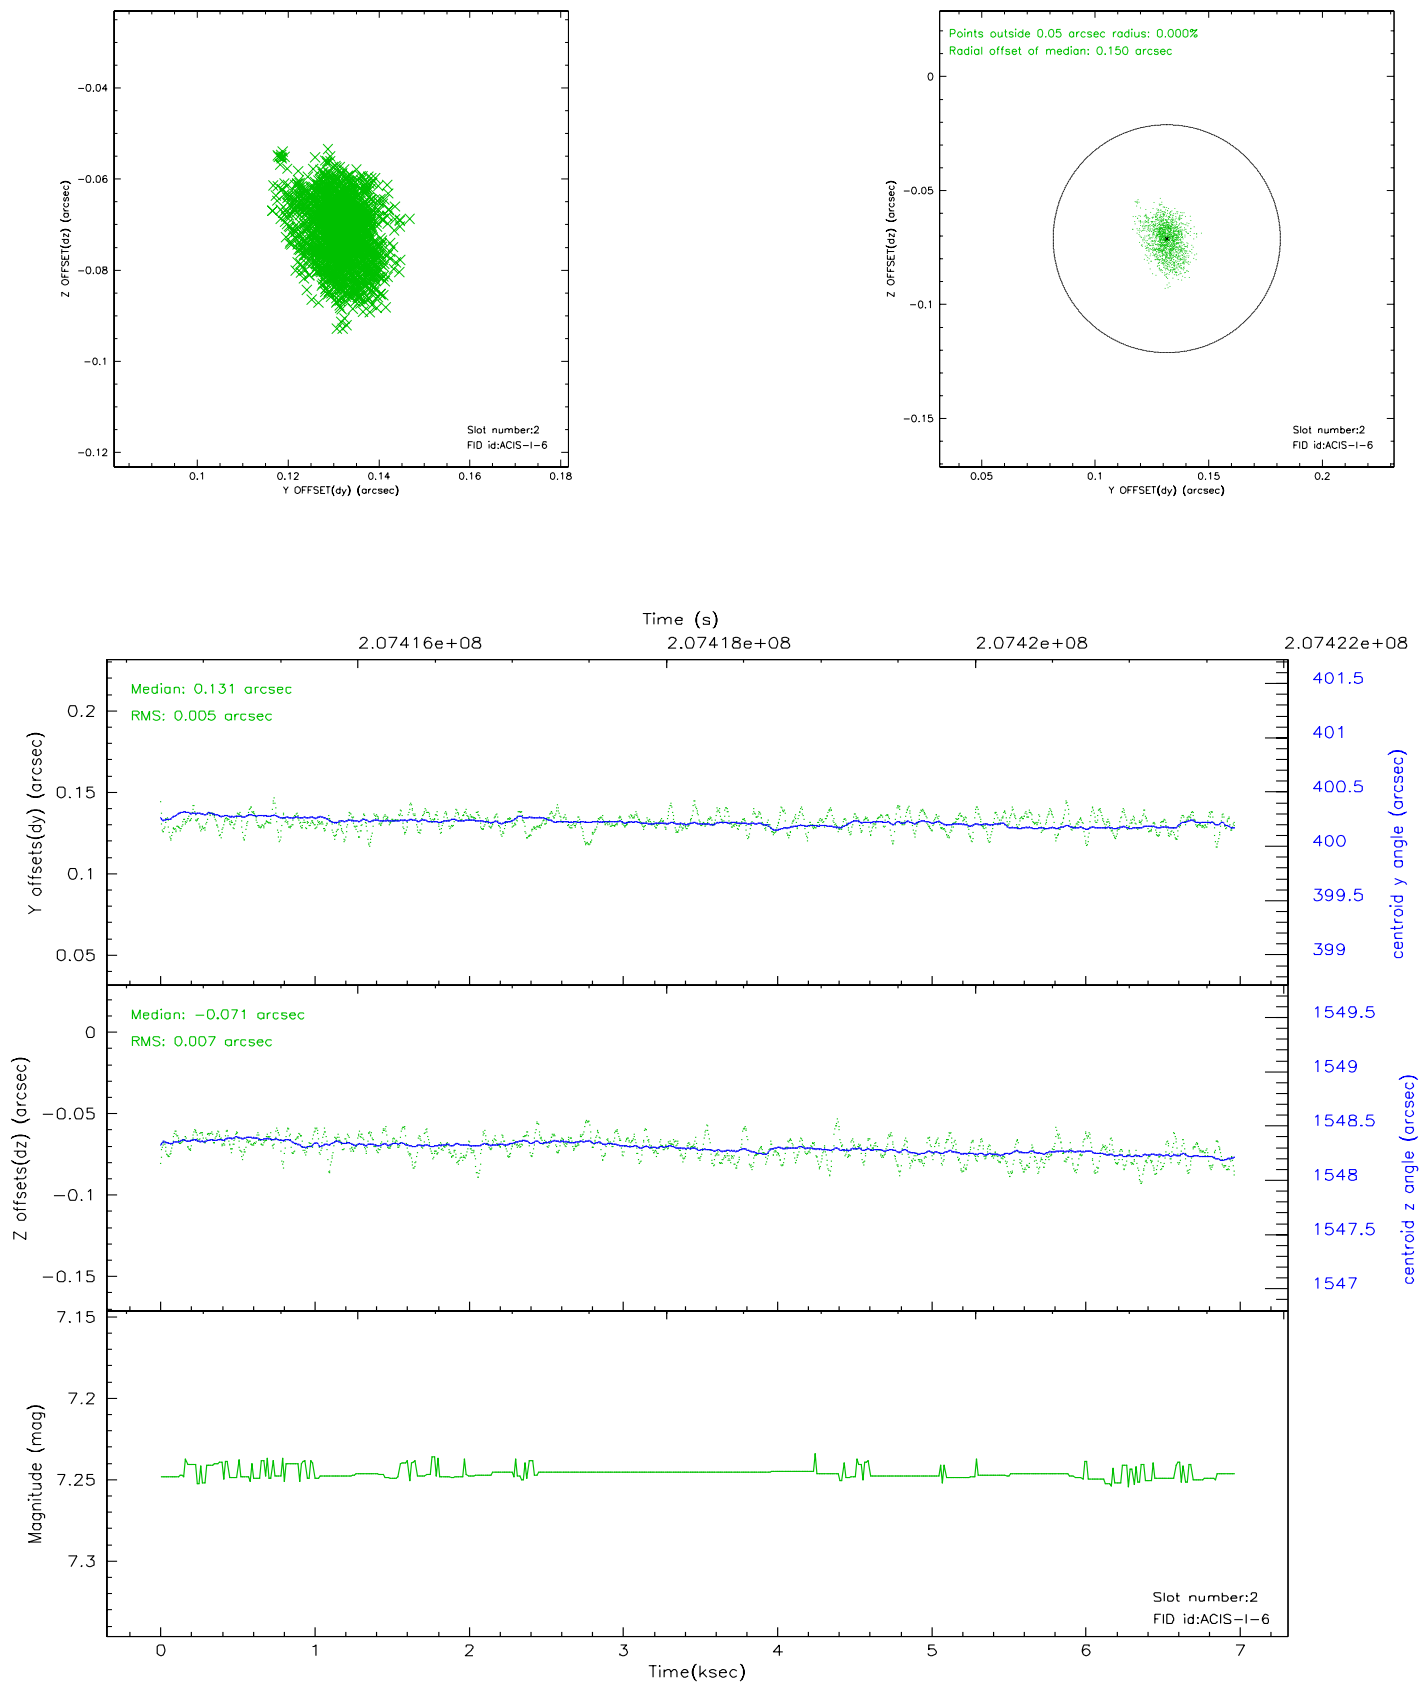 −0.04
−0.06
−0.08
−0.1
−0.12
Z OFFSET(dz) (arcsec)
Slot number:2
FID id:ACIS−I−6
0.1
0.12
0.14
0.16
0.18
Y OFFSET(dy) (arcsec)
Points outside 0.05 arcsec radius: 0.000%
Radial offset of median: 0.150 arcsec
0
−0.05
−0.1
−0.15
Z OFFSET(dz) (arcsec)
Slot number:2
FID id:ACIS−I−6
0.05
0.1
0.15
0.2
Y OFFSET(dy) (arcsec)
Time (s)
2.07416e+08
2.07418e+08
2.0742e+08
2.07422e+08
Median: 0.131 arcsec
RMS: 0.005 arcsec
0.2
0.15
0.1
0.05
Y offsets(dy) (arcsec)
401.5
401
400.5
400
399.5
399
centroid y angle (arcsec)
Median: −0.071 arcsec
RMS: 0.007 arcsec
0
−0.05
−0.1
−0.15
Z offsets(dz) (arcsec)
1549.5
1549
1548.5
1548
1547.5
1547
centroid z angle (arcsec)
7.15
7.2
7.25
7.3
Magnitude (mag)
Slot number:2
FID id:ACIS−I−6
0
1
2
3
4
5
6
7
Time(ksec)